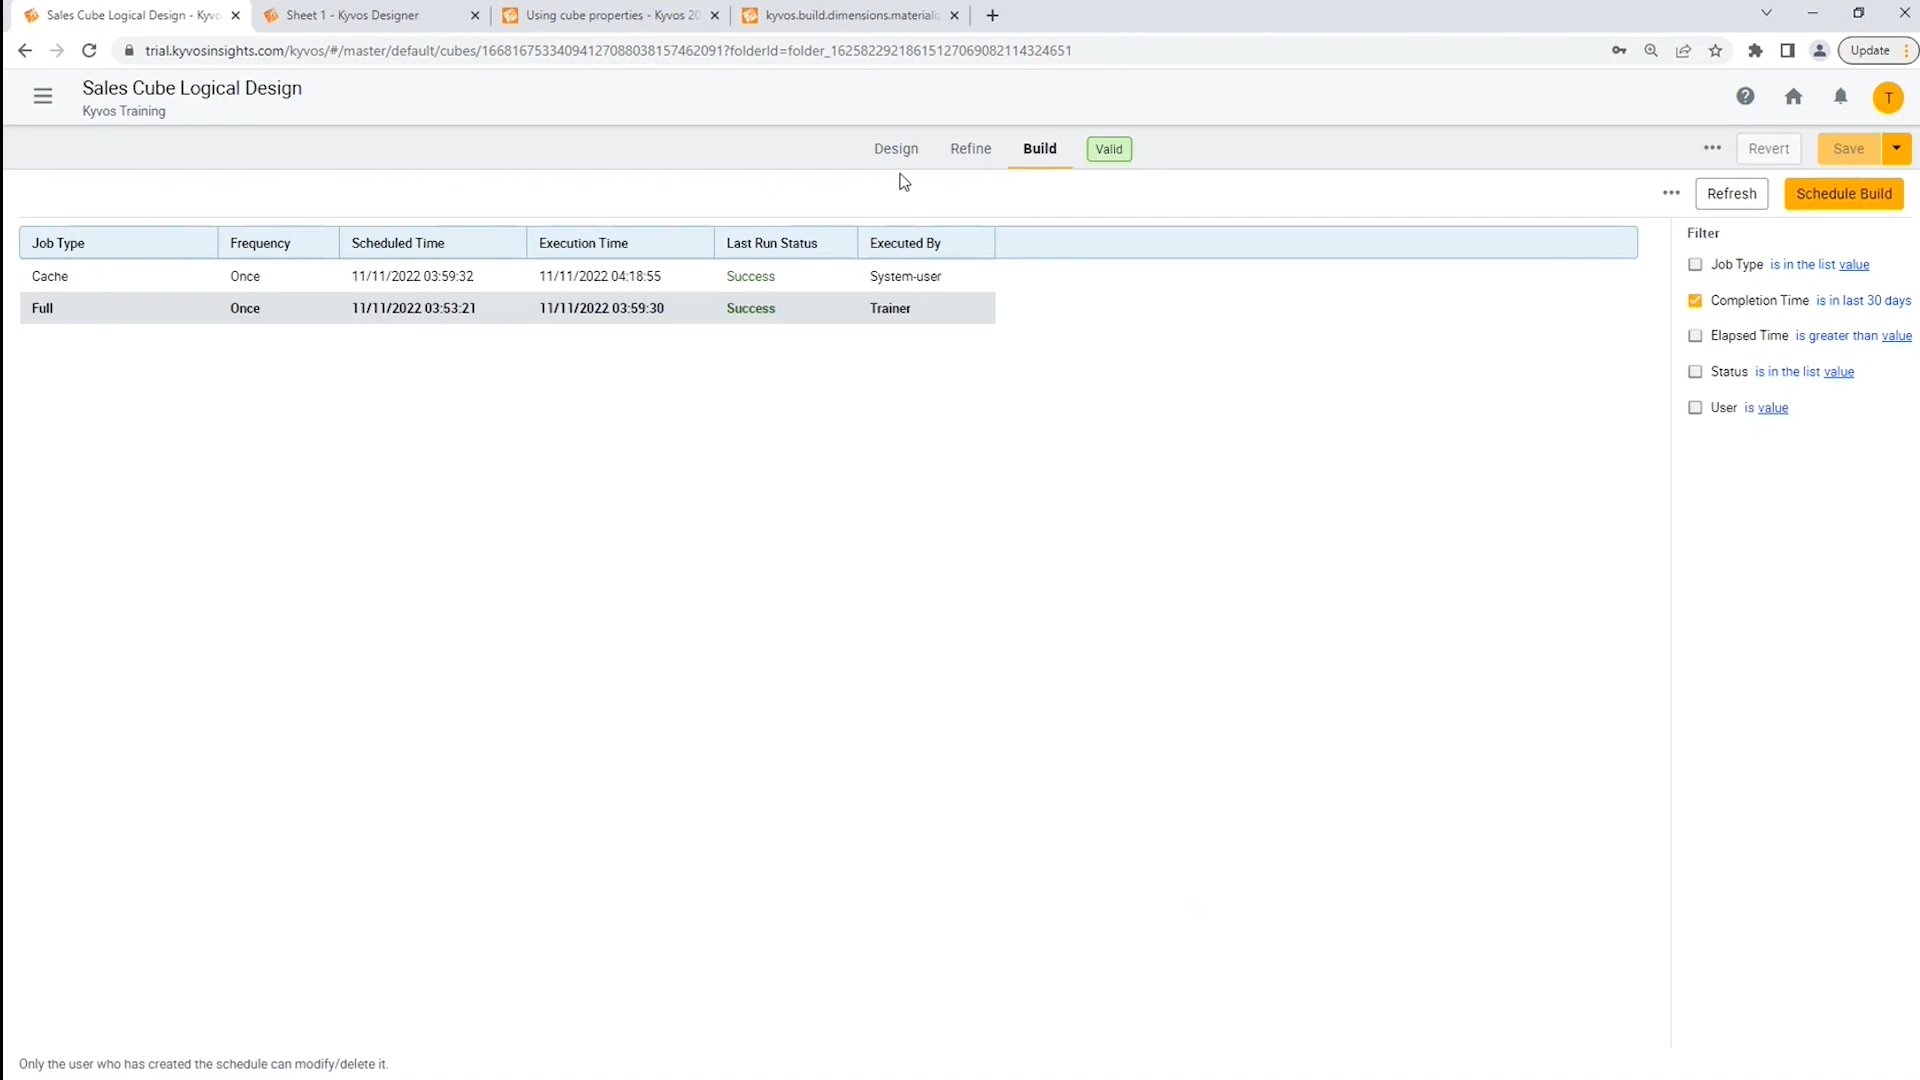 Sales Cube Logical Design - Kyvo
Sheet 1 - Kyvos Designer
Using cube properties - Kyvos 20
kyvos.build.dimensions.materializ
trial.kyvosinsights.com/kyvos/#/master/default/cubes/16681675334094127088038157462091?folderId=folder_16258229218615127069082114324651
Update
Sales Cube Logical Design
Kyvos Training
T
Design Refine Build Valid
Revert Save
Refresh Schedule Build
Job Type Frequency Scheduled Time Execution Time Last Run Status Executed By
Cache Once 11/11/2022 03:59:32 11/11/2022 04:18:55 Success System-user
Full Once 11/11/2022 03:53:21 11/11/2022 03:59:30 Success Trainer
Filter
Job Type is in the list value
Completion Time is in last 30 days
Elapsed Time is greater than value
Status is in the list value
User is value
Only the user who has created the schedule can modify/delete it.